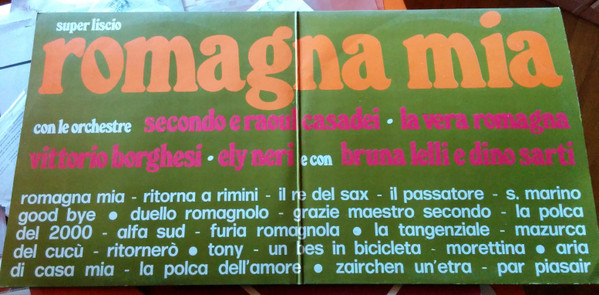 super liscio
romagna mia
con le orchestre secondo e raoul casadei • la vera romagna
vittorio borghesi • ely neri e con bruna lelli e dino sarti
romagna mia - ritorna a rimini - il re del sax - il passatore - s. marino
good bye • duello romagnolo - grazie maestro secondo - la polca
del 2000 - alfa sud - furia romagnola • la tangenziale - mazurca
del cucù - ritornerò • tony - un bes in bicicleta - morettina • aria
di casa mia - la polca dell'amore • zairchen un'etra - par piasair